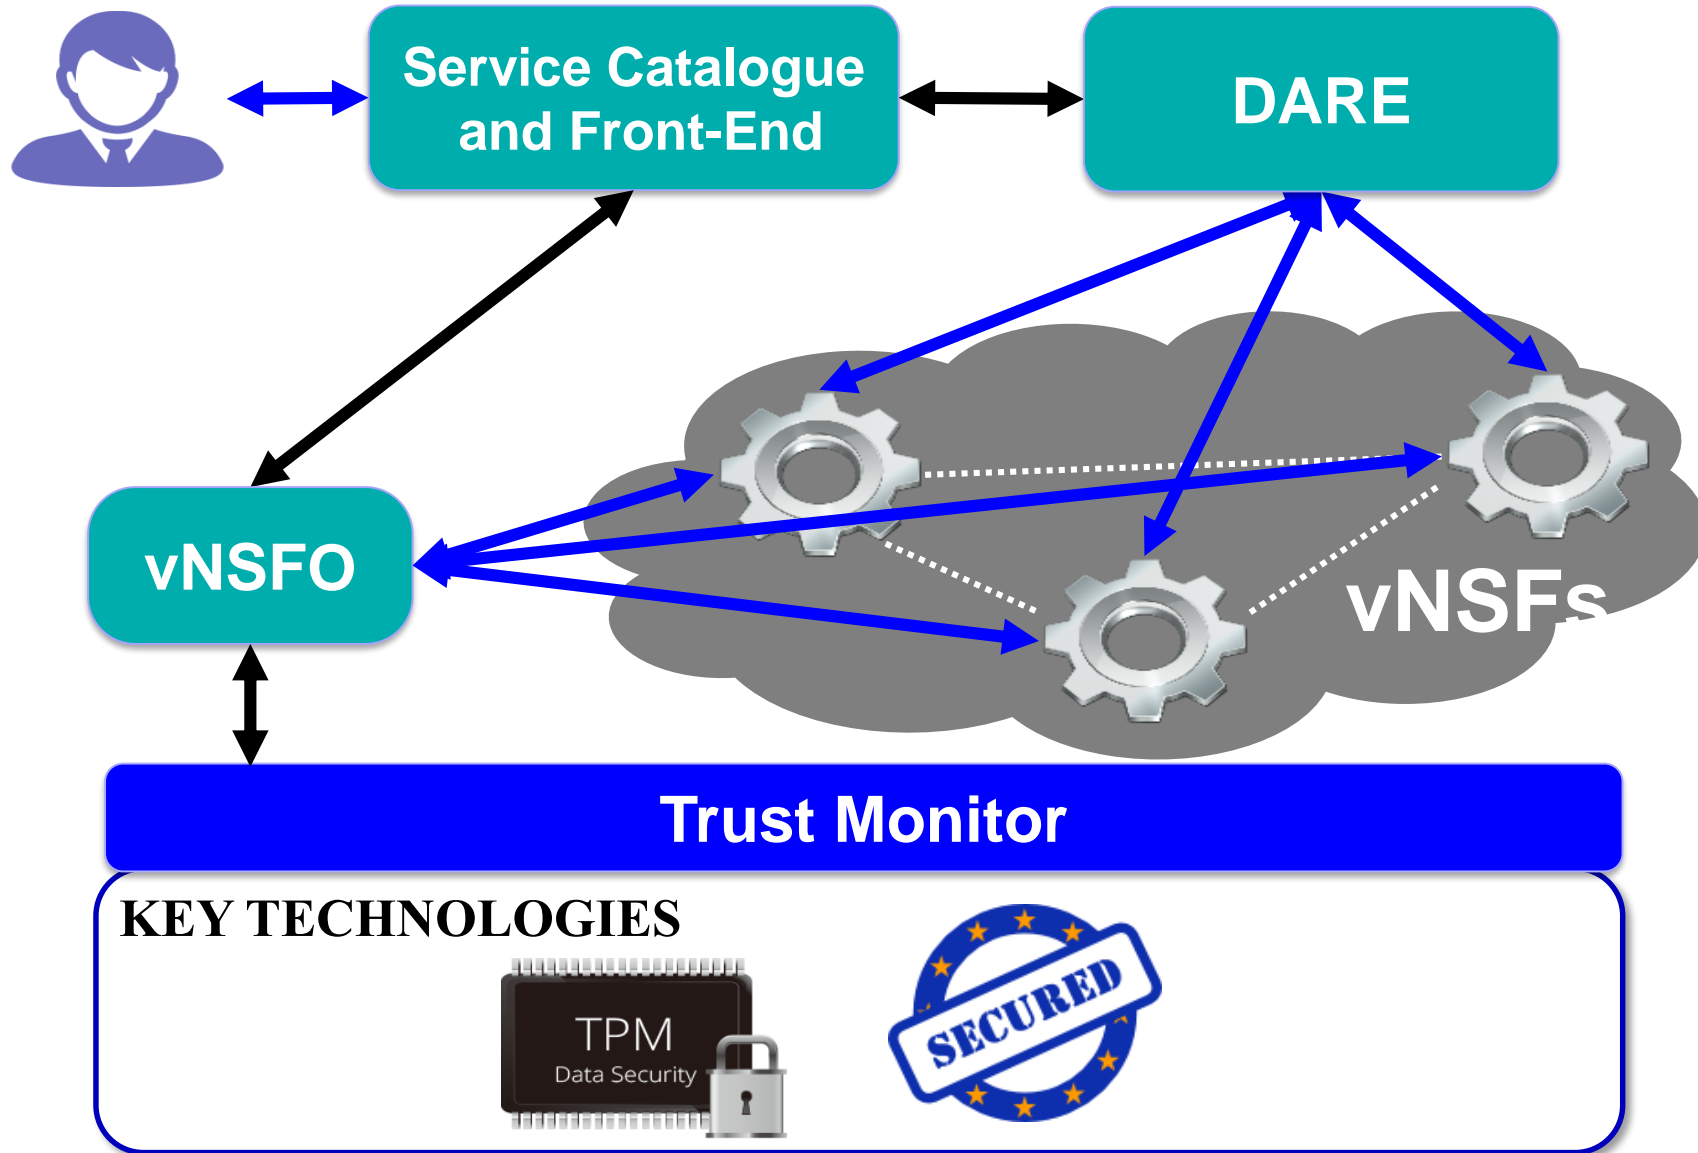 Service Catalogue
and Front-End
DARE
vNSFO
vNSFs
Trust Monitor
KEY TECHNOLOGIES
TPM
Data Security
SECURED